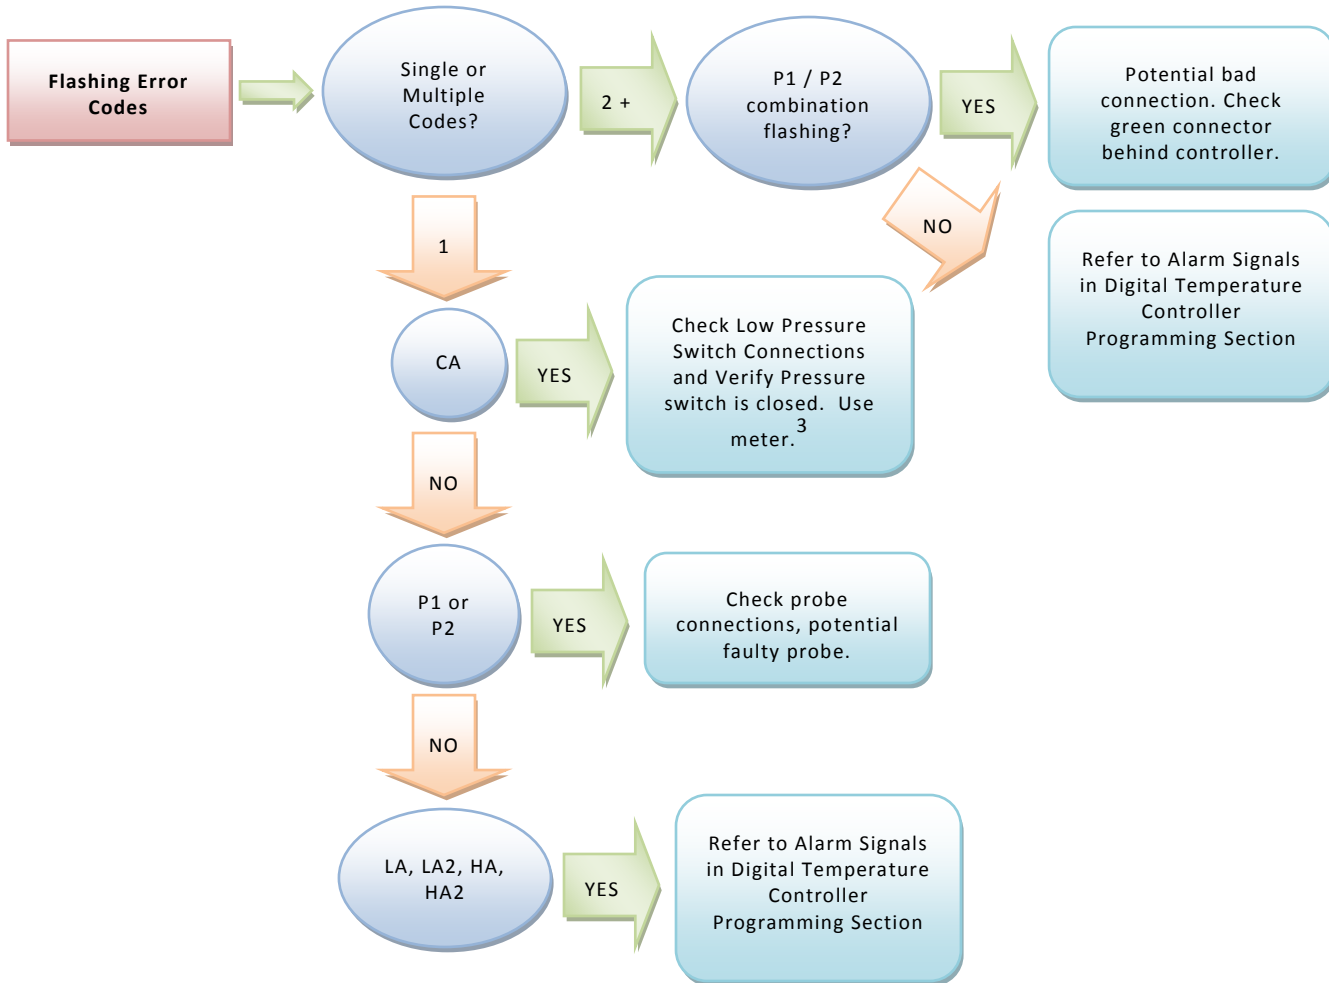 Flashing Error
Codes
Single or
Multiple
Codes?
2 +
P1 / P2
combination
flashing?
YES
Potential bad
connection. Check
green connector
behind controller.
NO
Refer to Alarm Signals
in Digital Temperature
Controller
Programming Section
1
CA
YES
Check Low Pressure
Switch Connections
and Verify Pressure
switch is closed. Use
meter.3
NO
P1 or
P2
YES
Check probe
connections, potential
faulty probe.
NO
LA, LA2, HA,
HA2
YES
Refer to Alarm Signals
in Digital Temperature
Controller
Programming Section